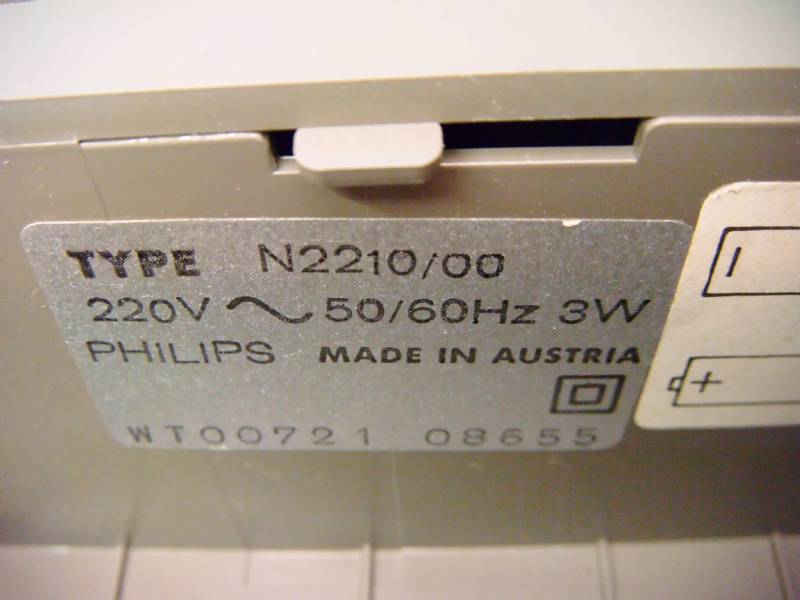 TYPE N2210/00
220V ~ 50/60Hz 3W
PHILIPS MADE IN AUSTRIA
WT00721 08655
+